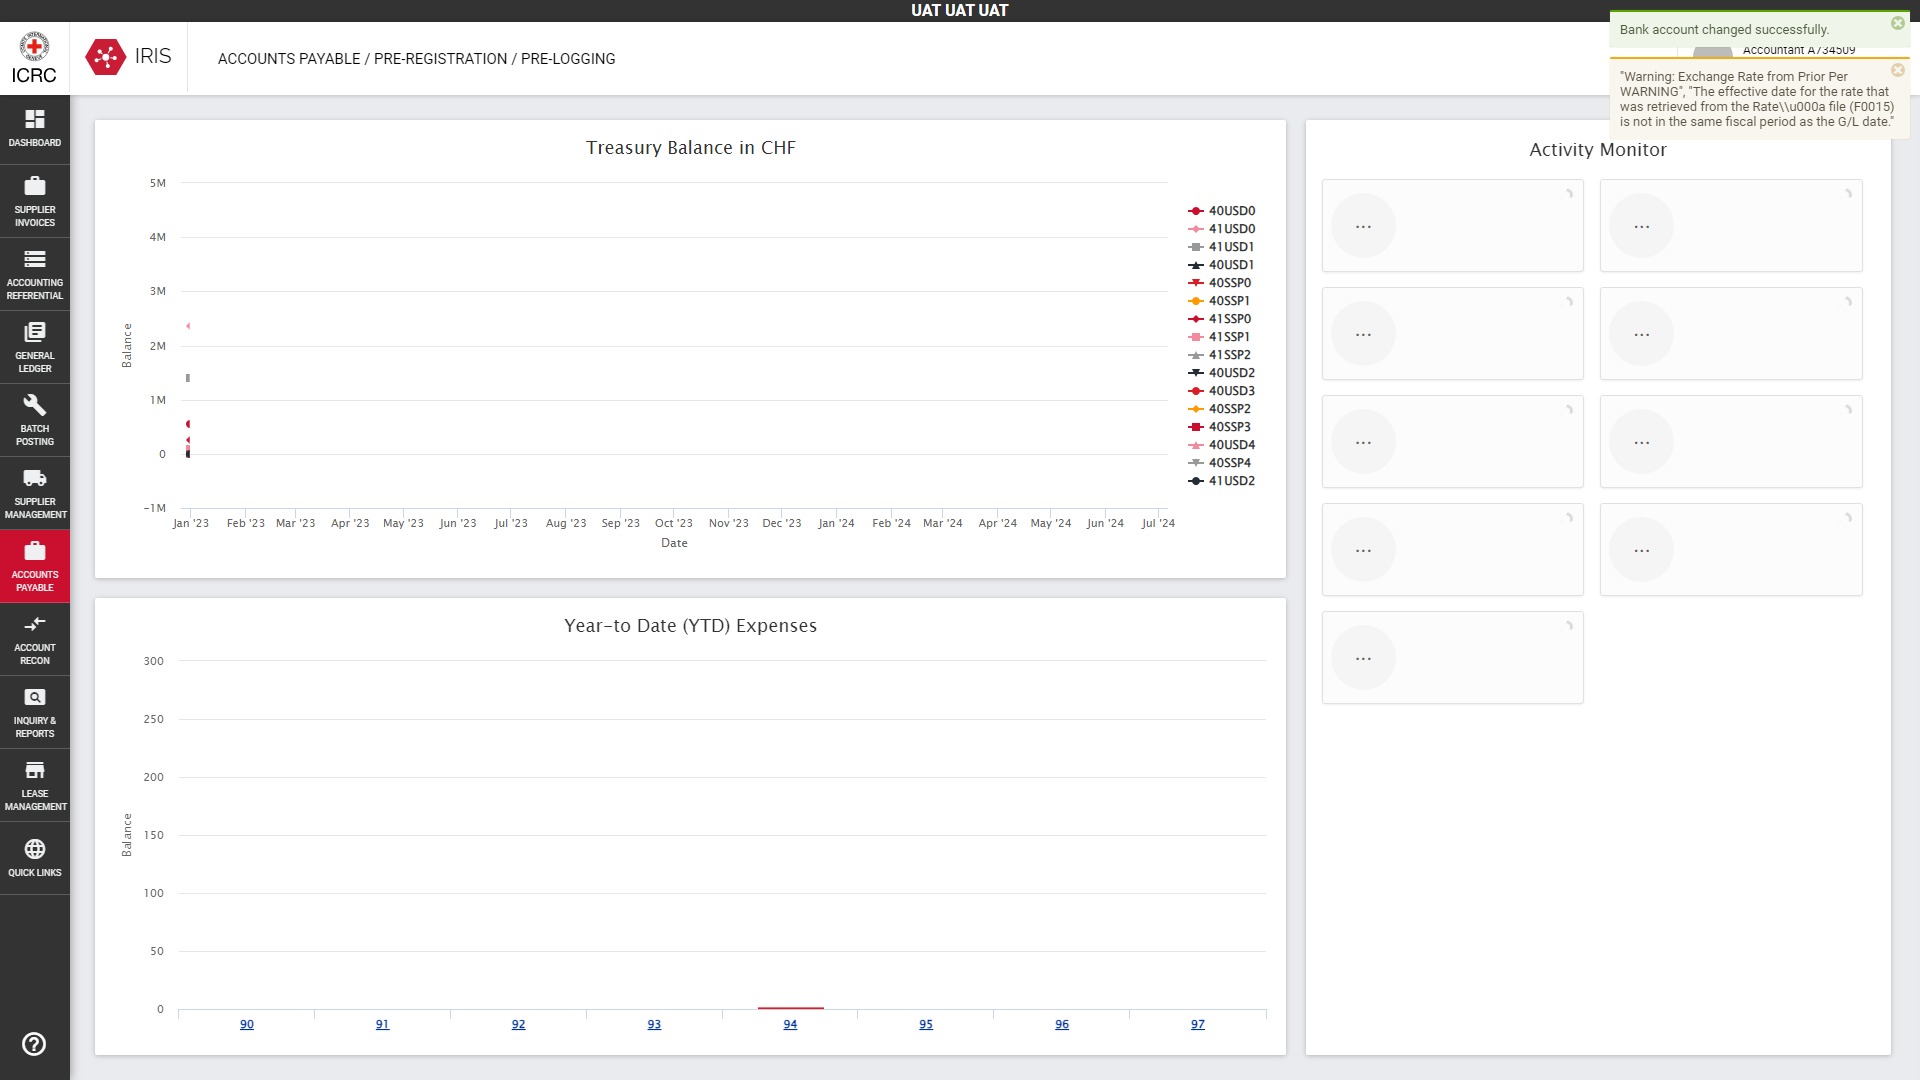 UAT UAT UAT
ICRC
IRIS
ACCOUNTS PAYABLE / PRE-REGISTRATION / PRE-LOGGING
Bank account changed successfully.
Accountant A734509
"Warning: Exchange Rate from Prior Per
WARNING", "The effective date for the rate that
was retrieved from the Rate\\u000a file (F0015)
is not in the same fiscal period as the G/L date."
DASHBOARD
SUPPLIER
INVOICES
ACCOUNTING
REFERENTIAL
GENERAL
LEDGER
BATCH
POSTING
SUPPLIER
MANAGEMENT
ACCOUNTS
PAYABLE
ACCOUNT
RECON
INQUIRY &
REPORTS
LEASE
MANAGEMENT
QUICK LINKS
Treasury Balance in CHF
Balance
5M
4M
3M
2M
1M
0
-1M
Jan '23 Feb '23 Mar '23 Apr '23 May '23 Jun '23 Jul '23 Aug '23 Sep '23 Oct '23 Nov '23 Dec '23 Jan '24 Feb '24 Mar '24 Apr '24 May '24 Jun '24 Jul '24
Date
40USD0
41USD0
41USD1
40USD1
40SSP0
40SSP1
41SSP0
41SSP1
41SSP2
40USD2
40USD3
40SSP2
40SSP3
40USD4
40SSP4
41USD2
Year-to Date (YTD) Expenses
Balance
300
250
200
150
100
50
0
90 91 92 93 94 95 96 97
Activity Monitor
... ...
... ...
... ...
... ...
...